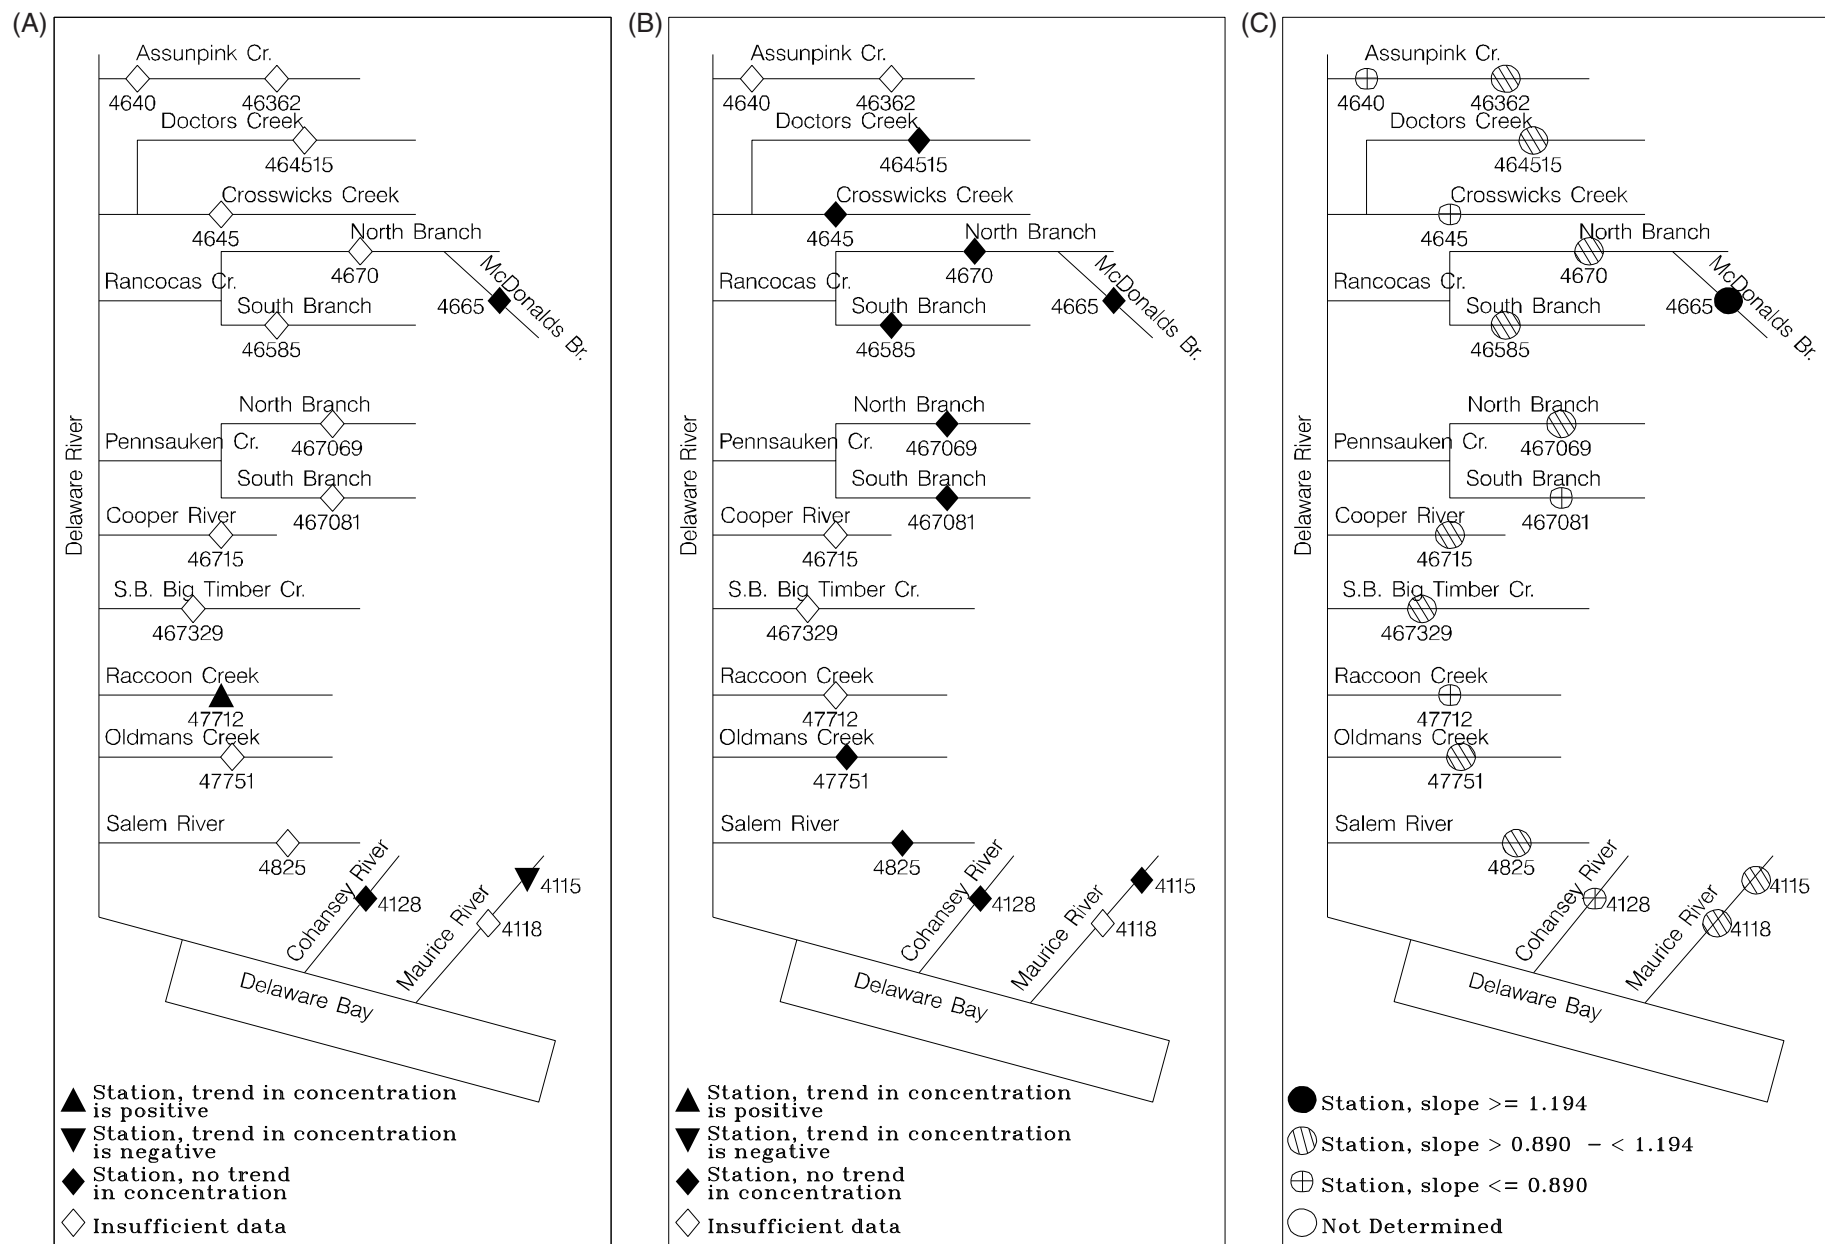 (A)
Assunpink Cr.
4640
46362
Doctors Creek
464515
Crosswicks Creek
4645
North Branch
4670
McDonalds Br.
4665
Rancocas Cr.
South Branch
46585
North Branch
467069
Pennsauken Cr.
South Branch
467081
Cooper River
46715
S.B. Big Timber Cr.
467329
Raccoon Creek
47712
Oldmans Creek
47751
Salem River
4825
Cohansey River
4128
Maurice River
4115
4118
Delaware River
Delaware Bay
Station, trend in concentration
is positive
Station, trend in concentration
is negative
Station, no trend
in concentration
Insufficient data
(B)
Assunpink Cr.
4640
46362
Doctors Creek
464515
Crosswicks Creek
4645
North Branch
4670
McDonalds Br.
4665
Rancocas Cr.
South Branch
46585
North Branch
467069
Pennsauken Cr.
South Branch
467081
Cooper River
46715
S.B. Big Timber Cr.
467329
Raccoon Creek
47712
Oldmans Creek
47751
Salem River
4825
Cohansey River
4128
Maurice River
4115
4118
Delaware River
Delaware Bay
Station, trend in concentration
is positive
Station, trend in concentration
is negative
Station, no trend
in concentration
Insufficient data
(C)
Assunpink Cr.
4640
46362
Doctors Creek
464515
Crosswicks Creek
4645
North Branch
4670
McDonalds Br.
4665
Rancocas Cr.
South Branch
46585
North Branch
467069
Pennsauken Cr.
South Branch
467081
Cooper River
46715
S.B. Big Timber Cr.
467329
Raccoon Creek
47712
Oldmans Creek
47751
Salem River
4825
Cohansey River
4128
Maurice River
4115
4118
Delaware River
Delaware Bay
Station, slope >= 1.194
Station, slope > 0.890 - < 1.194
Station, slope <= 0.890
Not Determined